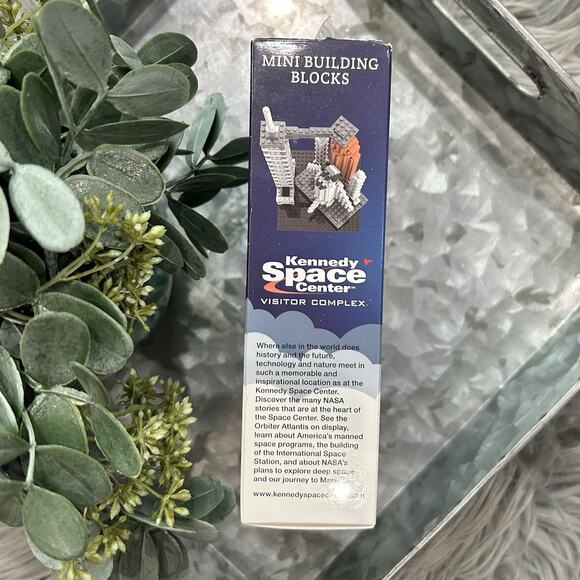 MINI BUILDING
BLOCKS
Kennedy
Space
Center™
VISITOR COMPLEX
Where else in the world does
history and the future,
technology and nature meet in
such a memorable and
inspirational location as at the
Kennedy Space Center.
Discover the many NASA
stories that are at the heart of
the Space Center. See the
Orbiter Atlantis on display,
learn about America's manned
space programs, the building
of the International Space
Station, and about NASA's
plans to explore deep space
and our journey to